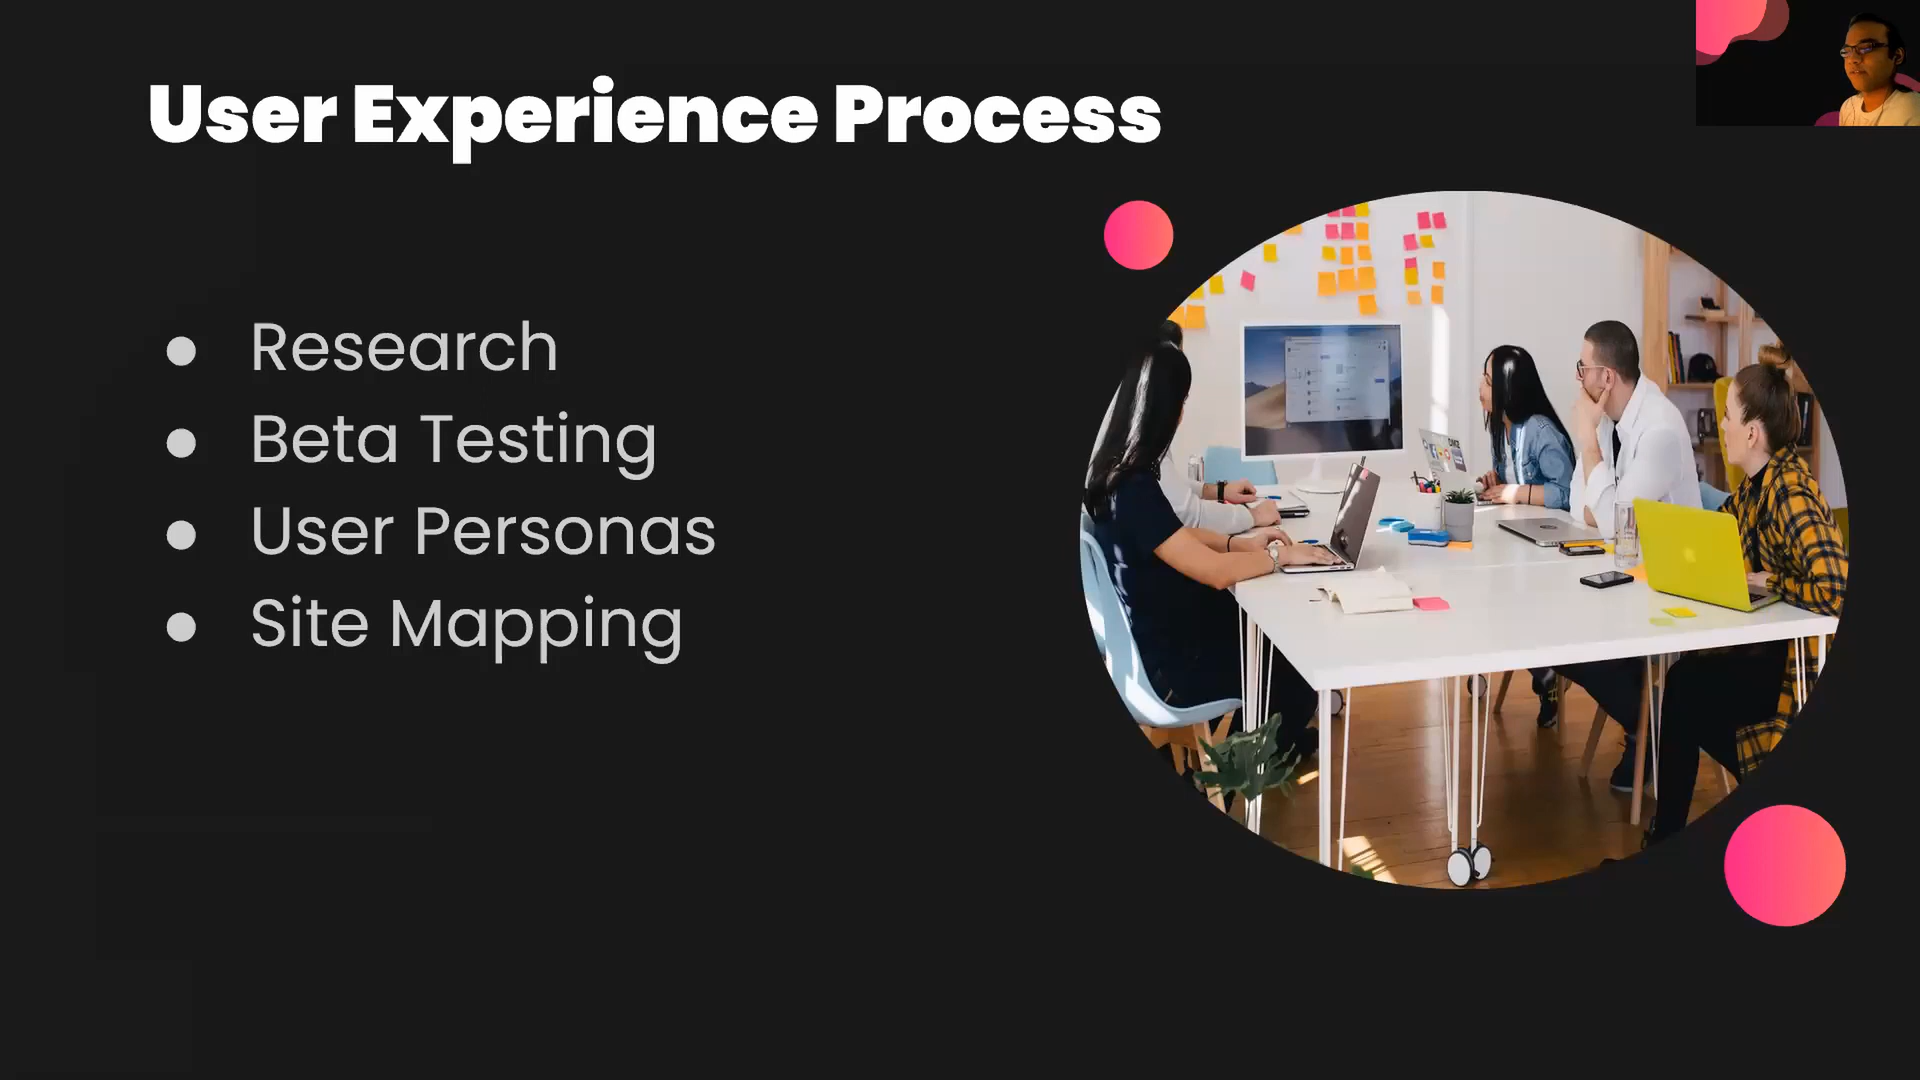 User Experience Process
Research
Beta Testing
User Personas
Site Mapping